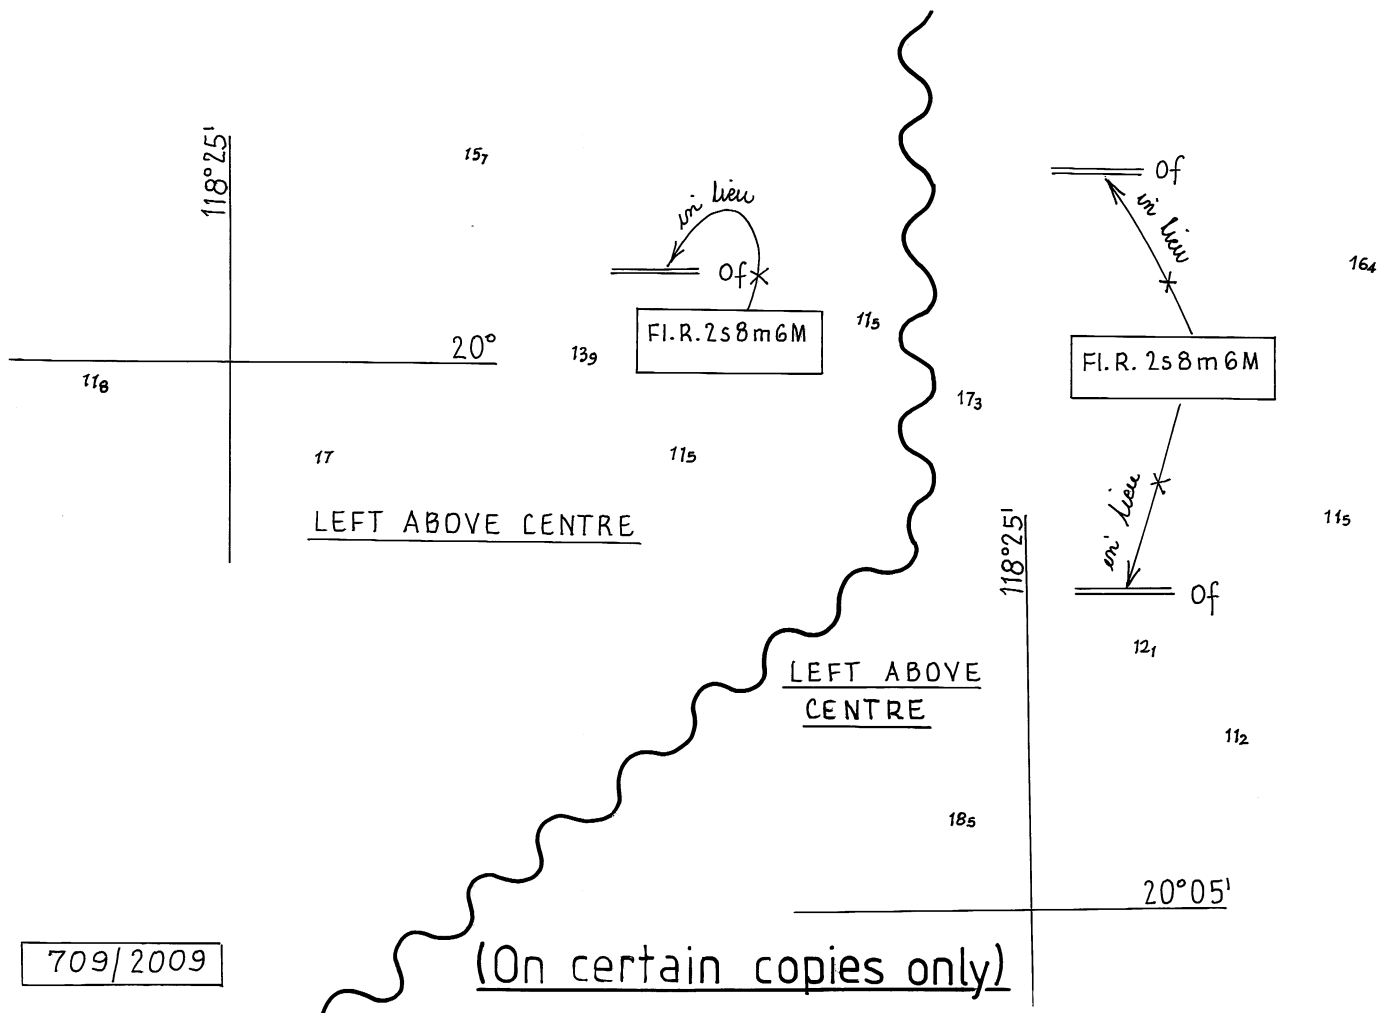 118°25'
15₇
in lieu
Of
Fl.R.2s8m6M
11₅
20°
13₉
11₈
17
11₅
LEFT ABOVE CENTRE
Of
in lieu
16₄
Fl.R. 2s8m6M
17₃
in lieu
11₅
118°25'
Of
12₁
LEFT ABOVE
CENTRE
11₂
18₅
20°05'
709/2009
(On certain copies only)